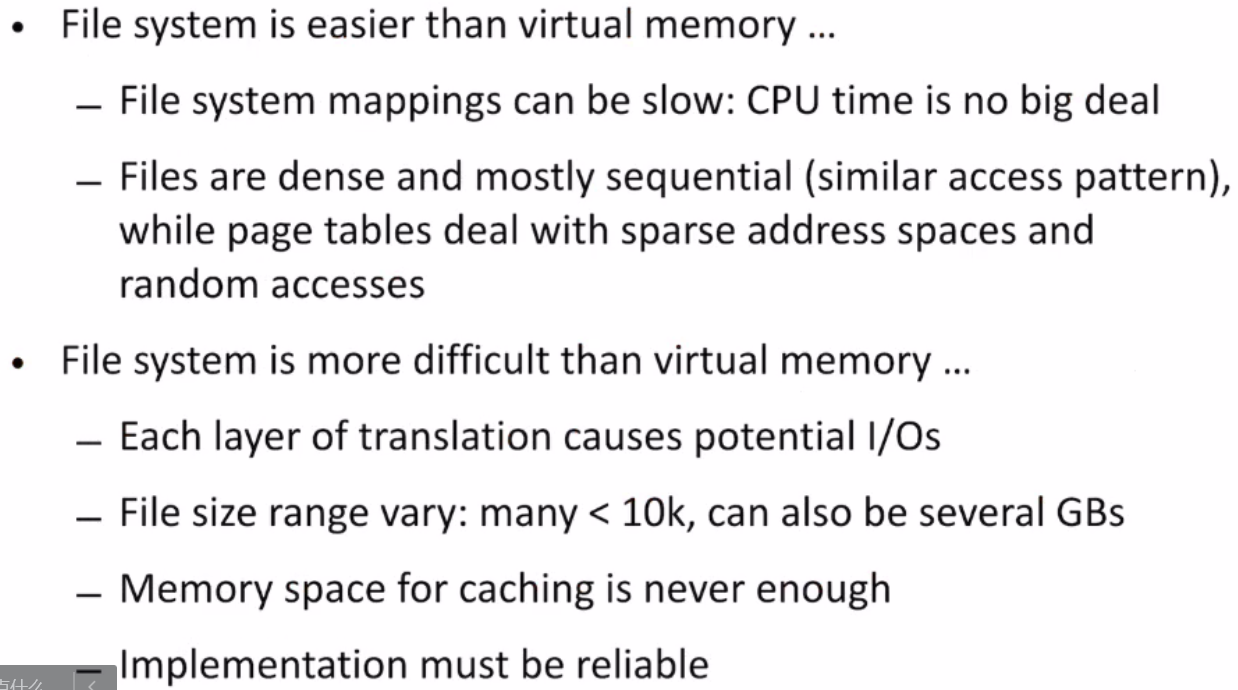 • File system is easier than virtual memory ...
– File system mappings can be slow: CPU time is no big deal
– Files are dense and mostly sequential (similar access pattern),
while page tables deal with sparse address spaces and
random accesses
• File system is more difficult than virtual memory ...
– Each layer of translation causes potential I/Os
– File size range vary: many < 10k, can also be several GBs
– Memory space for caching is never enough
– Implementation must be reliable
什么